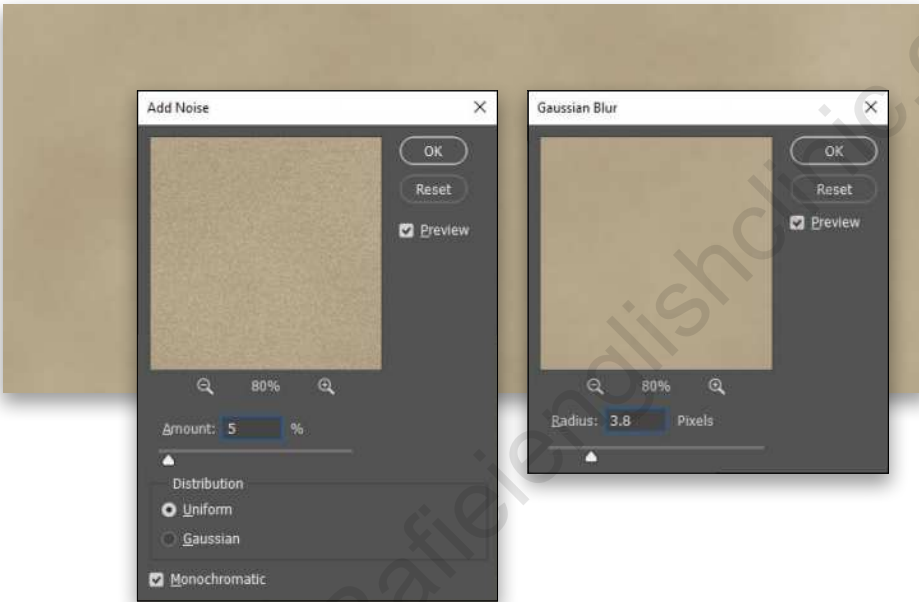 Add Noise
OK
Reset
Preview
80%
Amount: 5 %
Distribution
Uniform
Gaussian
Monochromatic
Gaussian Blur
OK
Reset
Preview
80%
Radius: 3.8 Pixels
Rafieienglishclinic.c